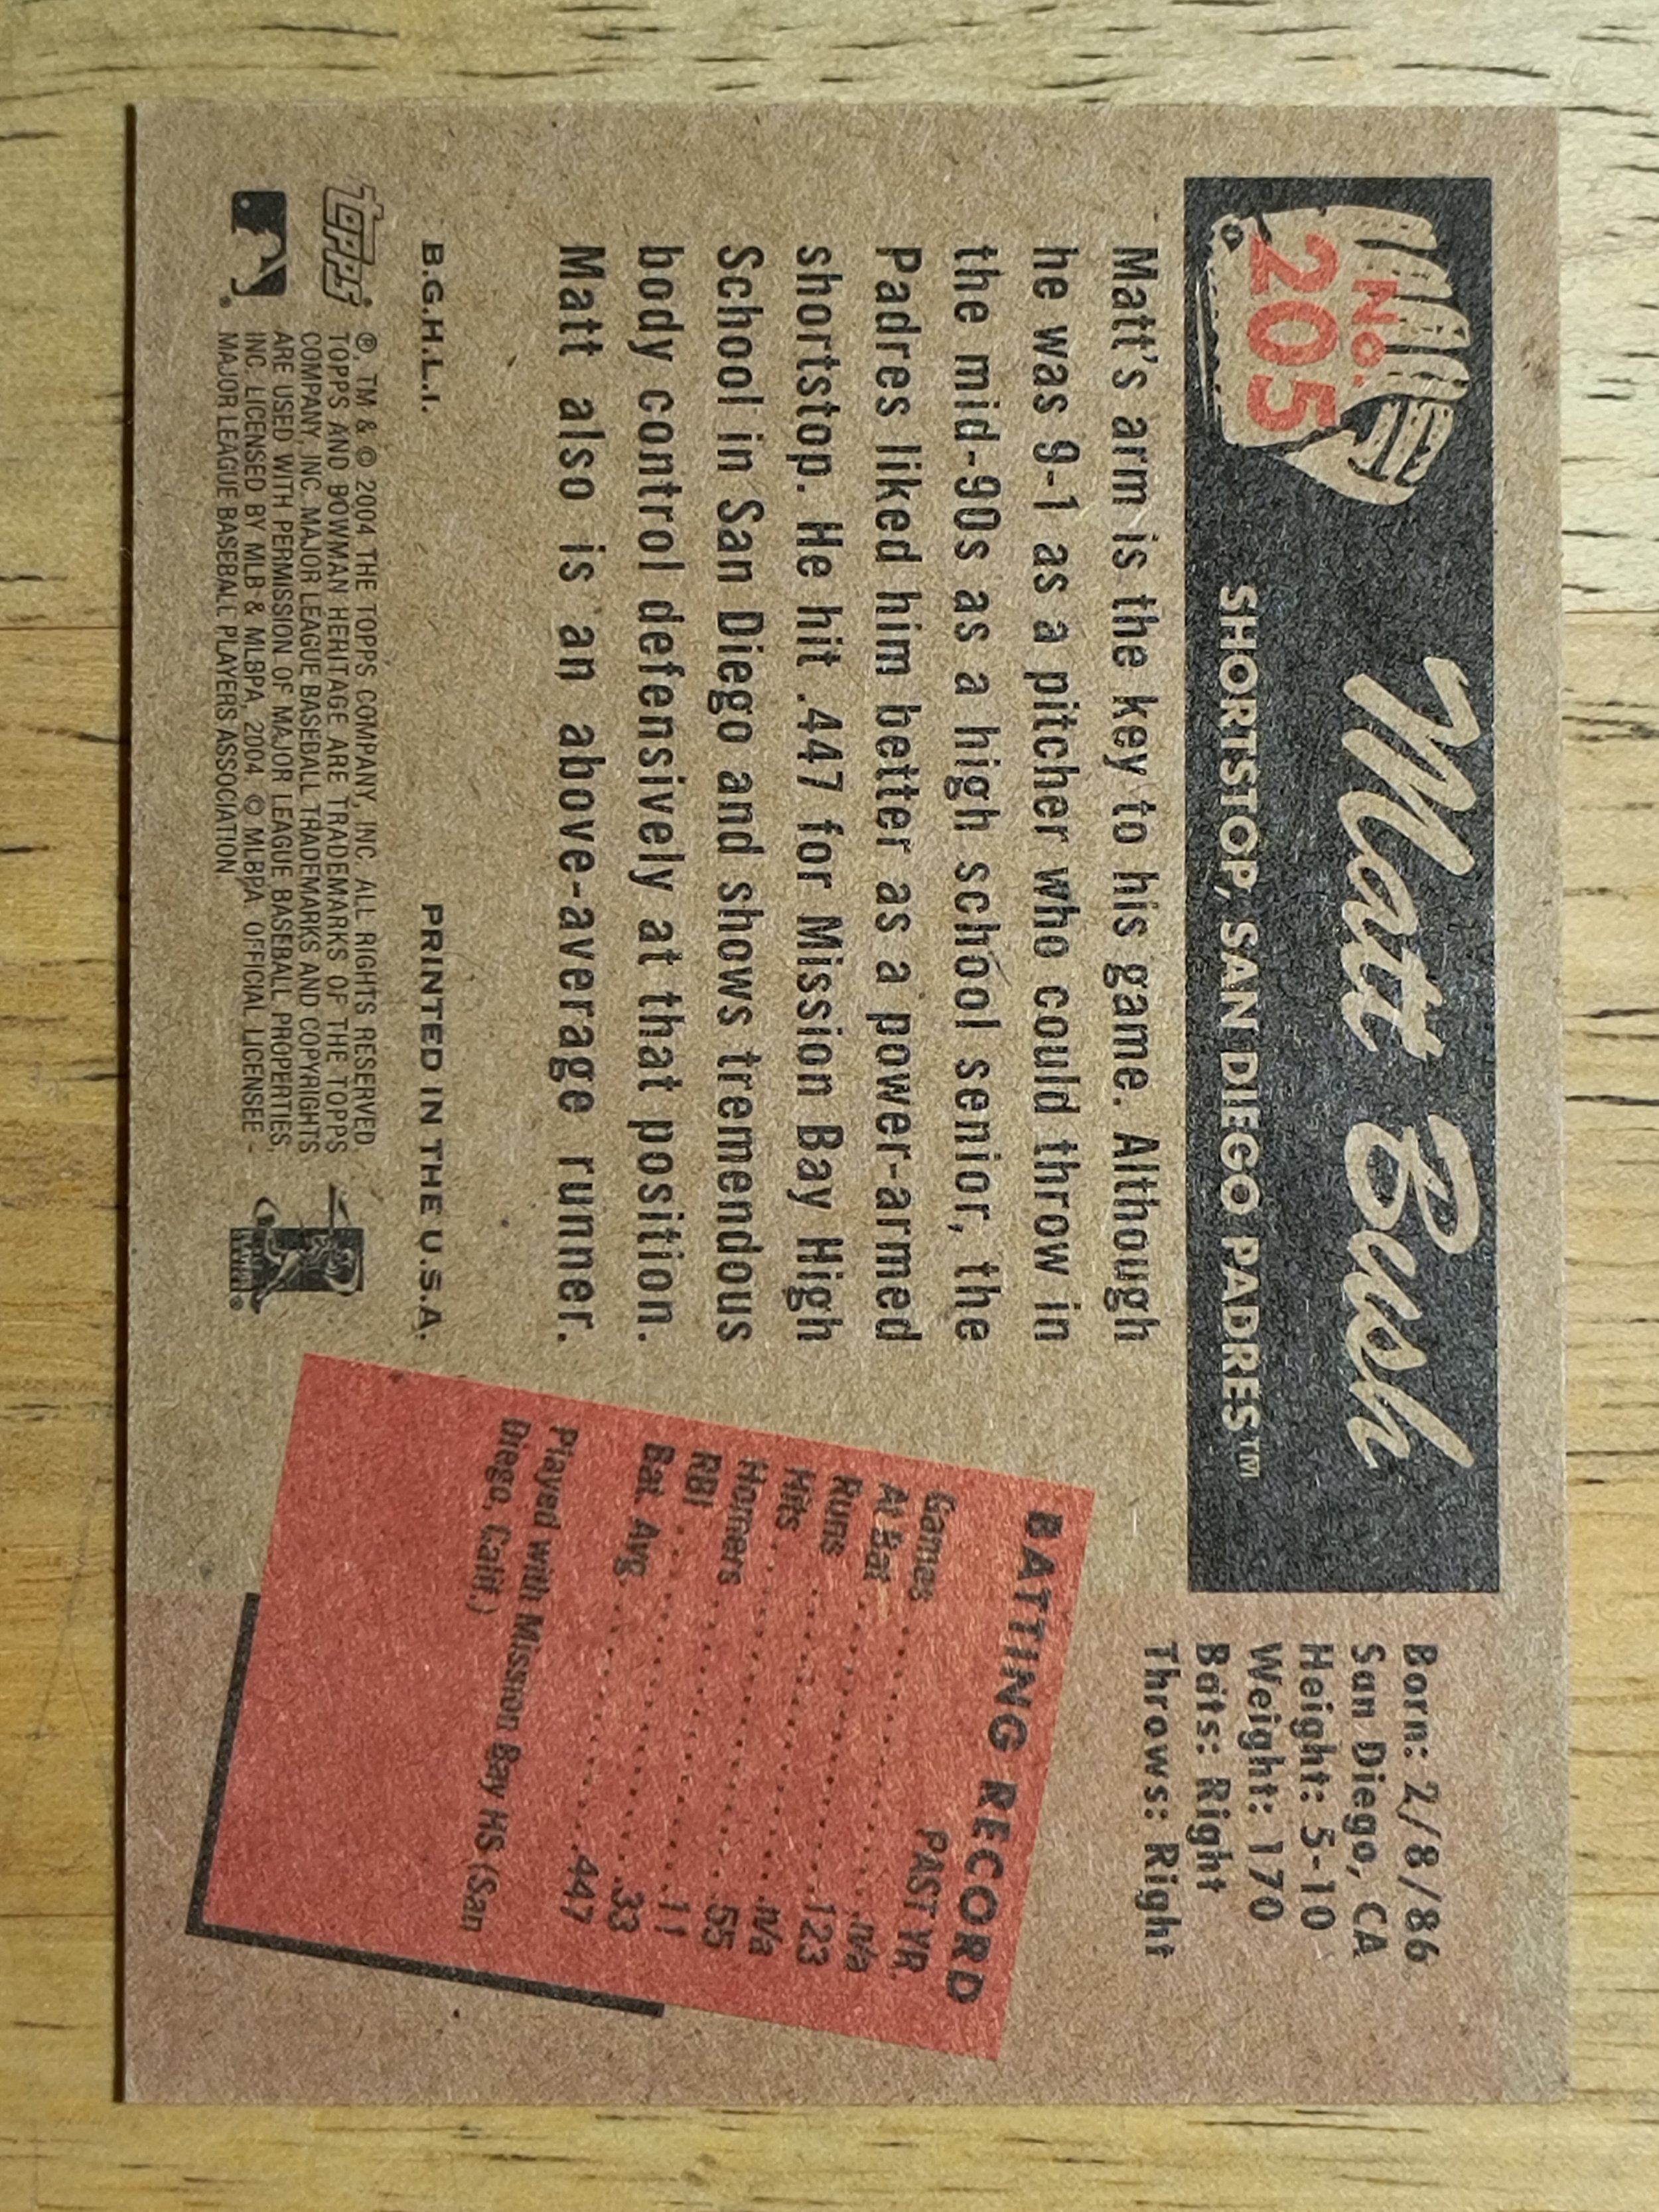 NO.
205
Matt Bush
SHORTSTOP, SAN DIEGO PADRES™
Born: 2/8/86
San Diego, CA
Height: 5-10
Weight: 170
Bats: Right
Throws: Right
Matt's arm is the key to his game. Although
he was 9-1 as a pitcher who could throw in
the mid-90s as a high school senior, the
Padres liked him better as a power-armed
shortstop. He hit .447 for Mission Bay High
School in San Diego and shows tremendous
body control defensively at that position.
Matt also is an above-average runner.
BATTING RECORD
PAST YR.
Games .......... n/a
At Bat .......... 123
Runs .......... n/a
Hits .......... 55
Homers .......... 11
RBI .......... 33
Bat. Avg. .......... .447
Played with Mission Bay HS (San
Diego, Calif.)
B.G.H.L.I. PRINTED IN THE U.S.A.
topps®
®, TM & © 2004 THE TOPPS COMPANY, INC. ALL RIGHTS RESERVED.
TOPPS AND BOWMAN HERITAGE ARE TRADEMARKS OF THE TOPPS
COMPANY, INC. MAJOR LEAGUE BASEBALL TRADEMARKS AND COPYRIGHTS
ARE USED WITH PERMISSION OF MAJOR LEAGUE BASEBALL PROPERTIES,
INC. LICENSED BY MLB & MLBPA, 2004. © MLBPA OFFICIAL LICENSEE -
MAJOR LEAGUE BASEBALL PLAYERS ASSOCIATION